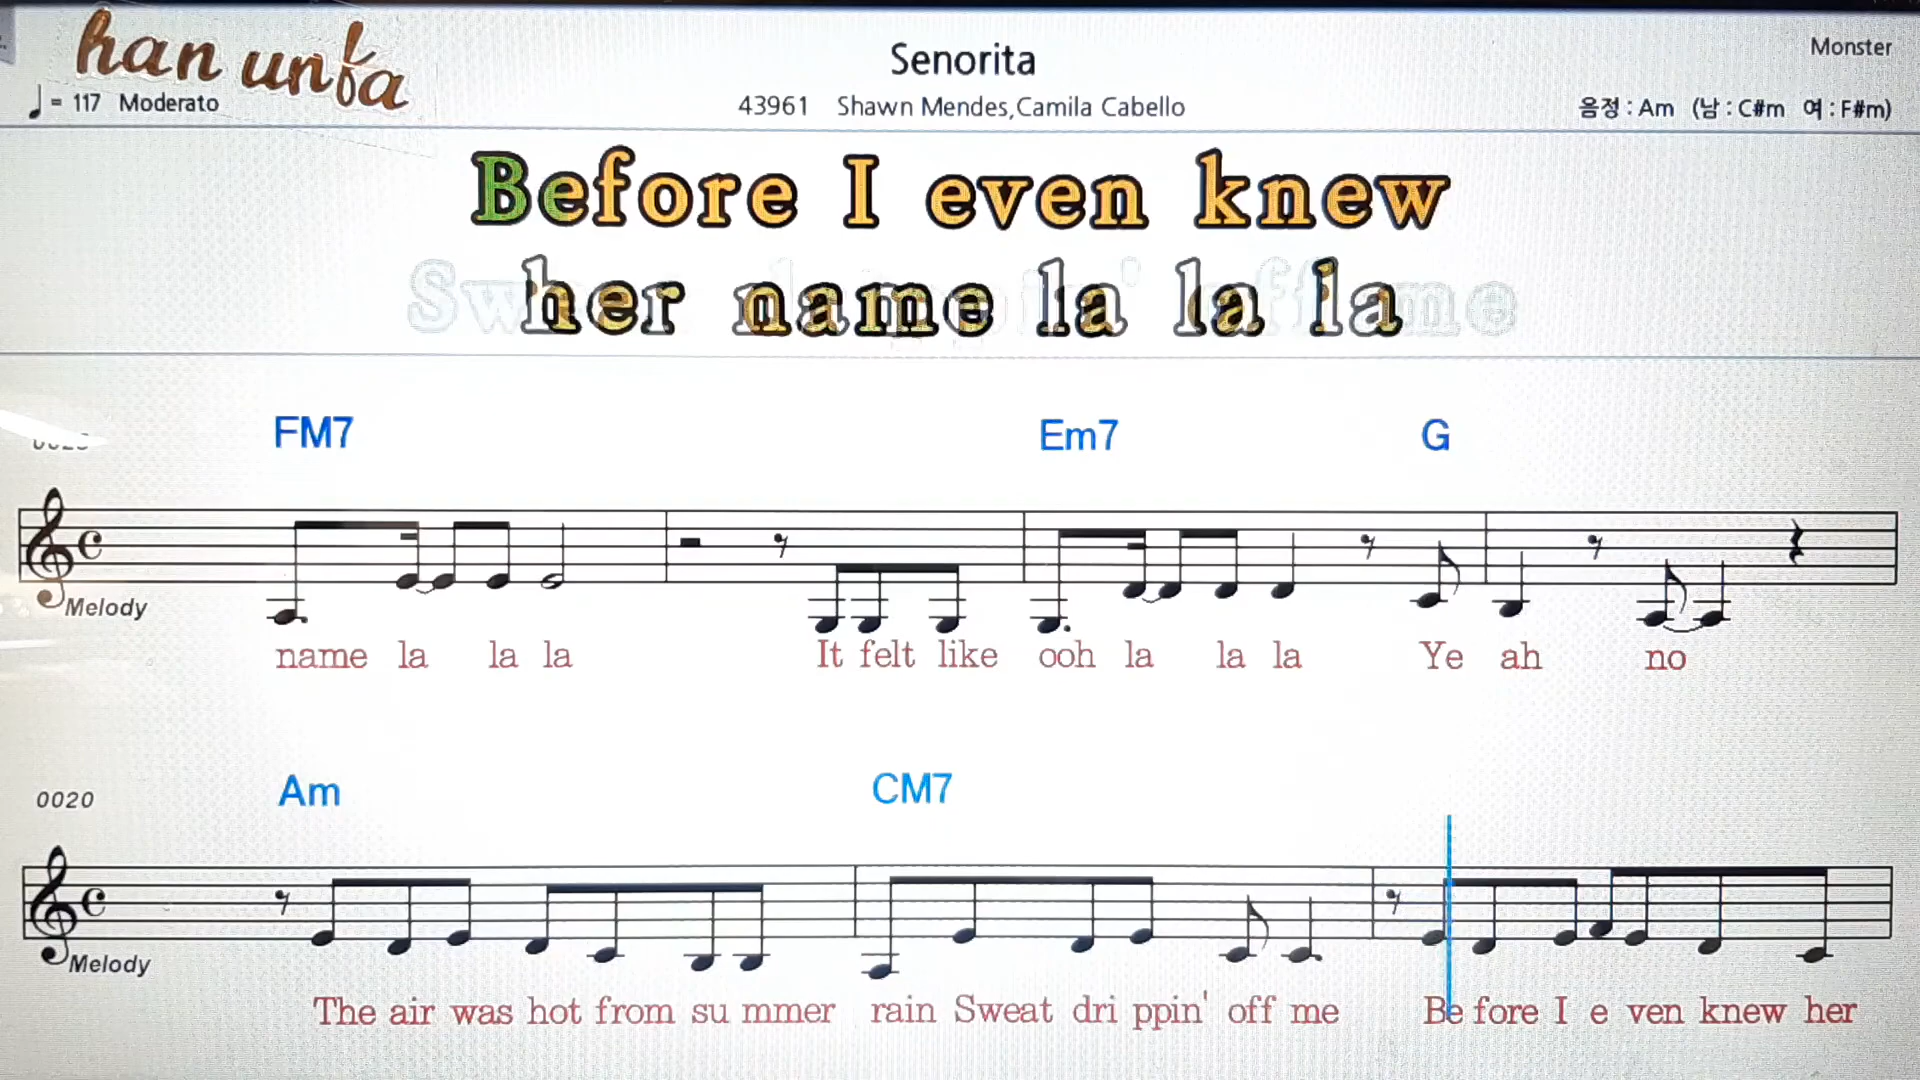 han unfa
Senorita
Monster
= 117 Moderato
43961 Shawn Mendes,Camila Cabello
음정 : Am (남 : C#m 여 : F#m)
Before I even knew
her name la la la
FM7 Em7 G
Melody
name la la la It felt like ooh la la la Ye ah no
0020
Am CM7
Melody
The air was hot from su mmer rain Sweat dri ppin' off me Be fore I e ven knew her